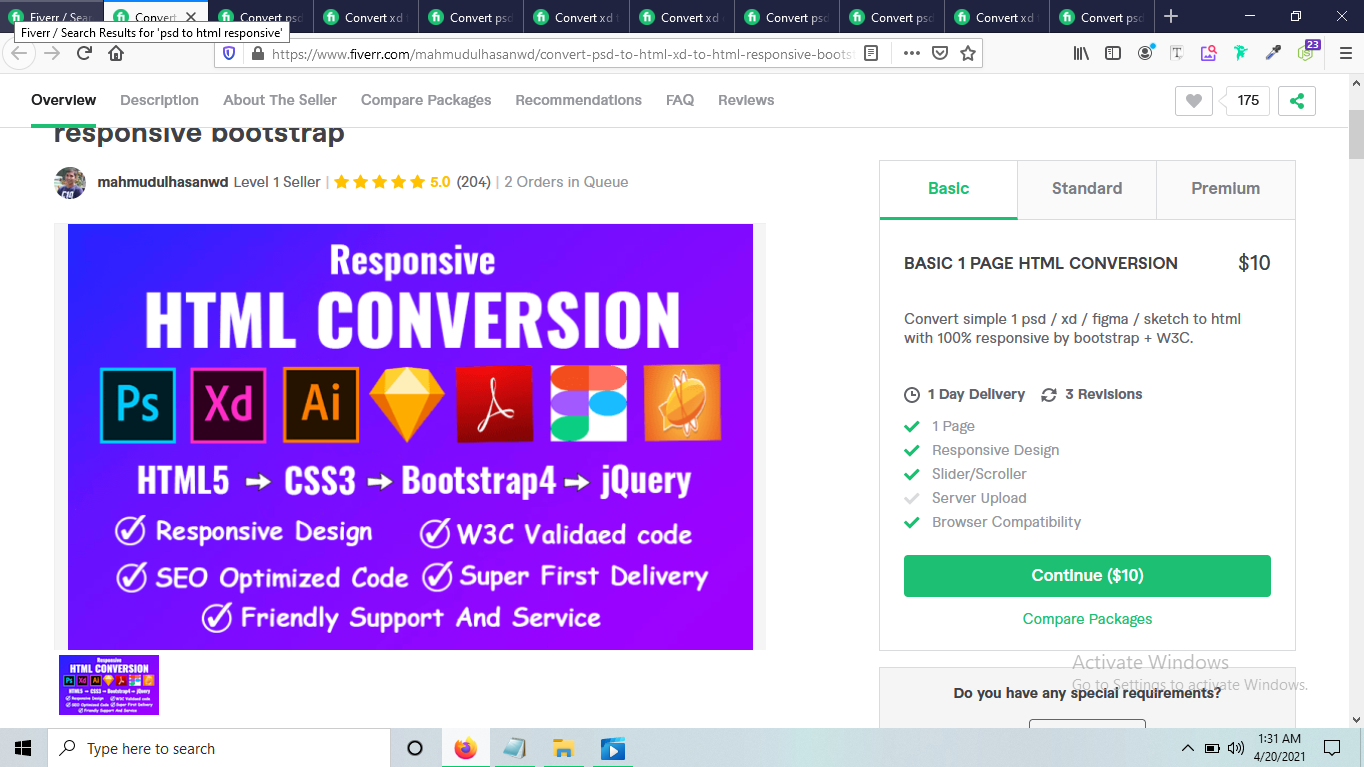 Fiverr / Sear
Convert
Convert psd
Convert xd t
Convert psd
Convert xd t
Convert xd
Convert psd
Convert psd
Convert xd
Convert psd
Fiverr / Search Results for 'psd to html responsive'
https://www.fiverr.com/mahmudulhasanwd/convert-psd-to-html-xd-to-html-responsive-boots
23
Overview
Description
About The Seller
Compare Packages
Recommendations
FAQ
Reviews
175
responsive bootstrap
mahmudulhasanwd Level 1 Seller | 5.0 (204) | 2 Orders in Queue
Responsive
HTML CONVERSION
Ps Xd Ai
HTML5 CSS3 Bootstrap4 jQuery
Responsive Design W3C Validaed code
SEO Optimized Code Super First Delivery
Friendly Support And Service
Responsive
HTML CONVERSION
Ps Xd Ai
HTML5 CSS3 Bootstrap4 jQuery
Responsive Design W3C Validaed code
SEO Optimized Code Super First Delivery
Friendly Support And Service
Basic
Standard
Premium
BASIC 1 PAGE HTML CONVERSION $10
Convert simple 1 psd / xd / figma / sketch to html
with 100% responsive by bootstrap + W3C.
1 Day Delivery 3 Revisions
1 Page
Responsive Design
Slider/Scroller
Server Upload
Browser Compatibility
Continue ($10)
Compare Packages
Activate Windows
Go to Settings to activate Windows.
Do you have any special requirements?
Type here to search
1:31 AM
4/20/2021